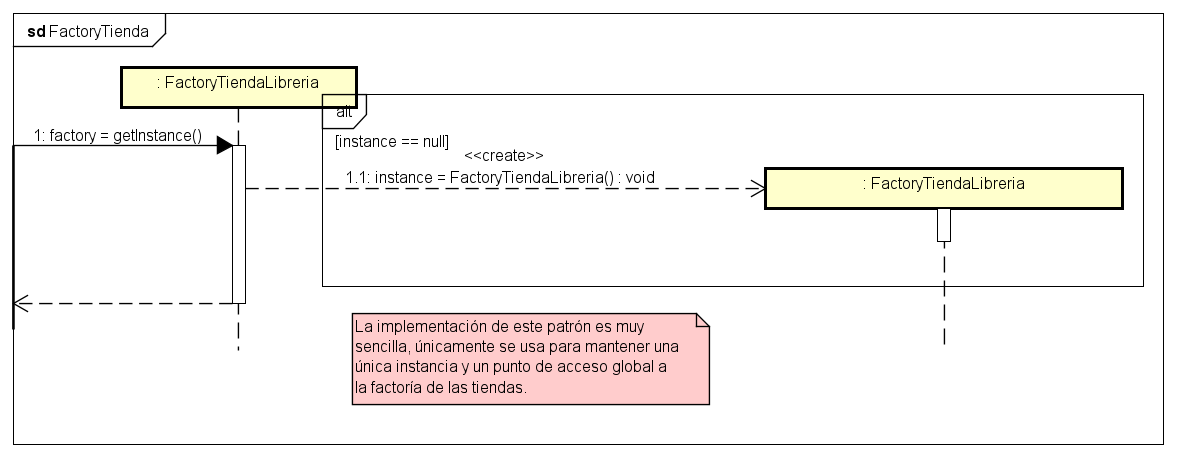 sd FactoryTienda
: FactoryTiendaLibreria
alt
1: factory = getInstance()
[instance == null]
<<create>>
1.1: instance = FactoryTiendaLibreria() : void
: FactoryTiendaLibreria
La implementación de este patrón es muy
sencilla, únicamente se usa para mantener una
única instancia y un punto de acceso global a
la factoría de las tiendas.